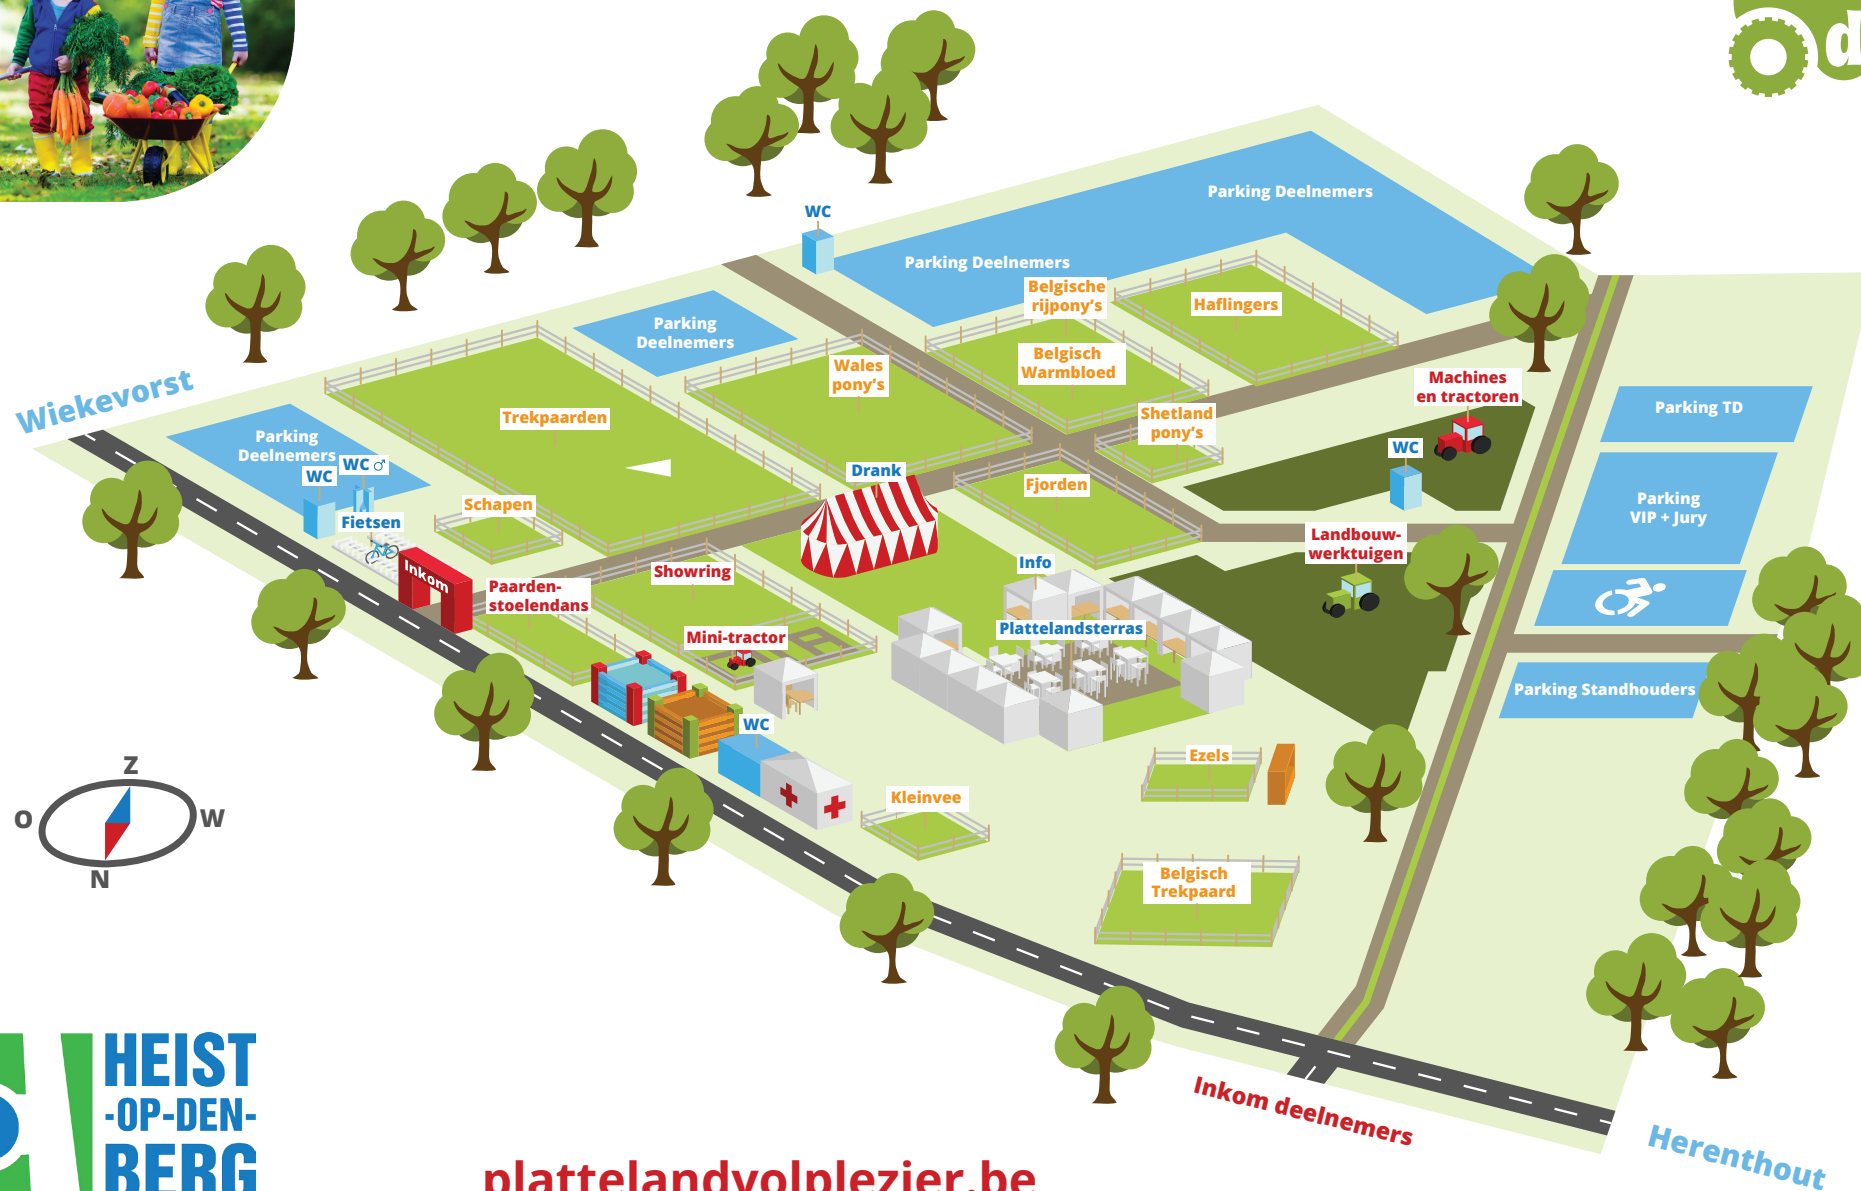 WC
Parking Deelnemers
Parking Deelnemers
Belgische
rijpony's
Haflingers
Parking
Deelnemers
Wales
pony's
Belgisch
Warmbloed
Machines
en tractoren
Wiekevorst
Trekpaarden
Shetland
pony's
Parking TD
Parking
Deelnemers
WC
WC ♂
Drank
WC
Schapen
Fjorden
Parking
VIP + Jury
Fietsen
Inkom
Landbouw-
werktuigen
Info
Showring
Paarden-
stoelendans
Mini-tractor
Plattelandsterras
Parking Standhouders
WC
Ezels
Kleinvee
Z
O
W
N
Belgisch
Trekpaard
HEIST
-OP-DEN-
BERG
Inkom deelnemers
Herenthout
plattelandvolplezier.be